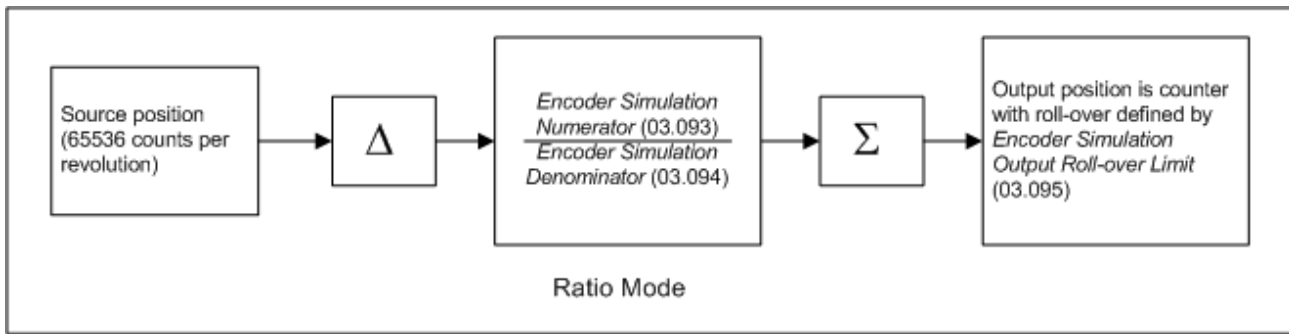 Source position
(65536 counts per
revolution)
Δ
Encoder Simulation
Numerator (03.093)
Encoder Simulation
Denominator (03.094)
Σ
Output position is counter
with roll-over defined by
Encoder Simulation
Output Roll-over Limit
(03.095)
Ratio Mode